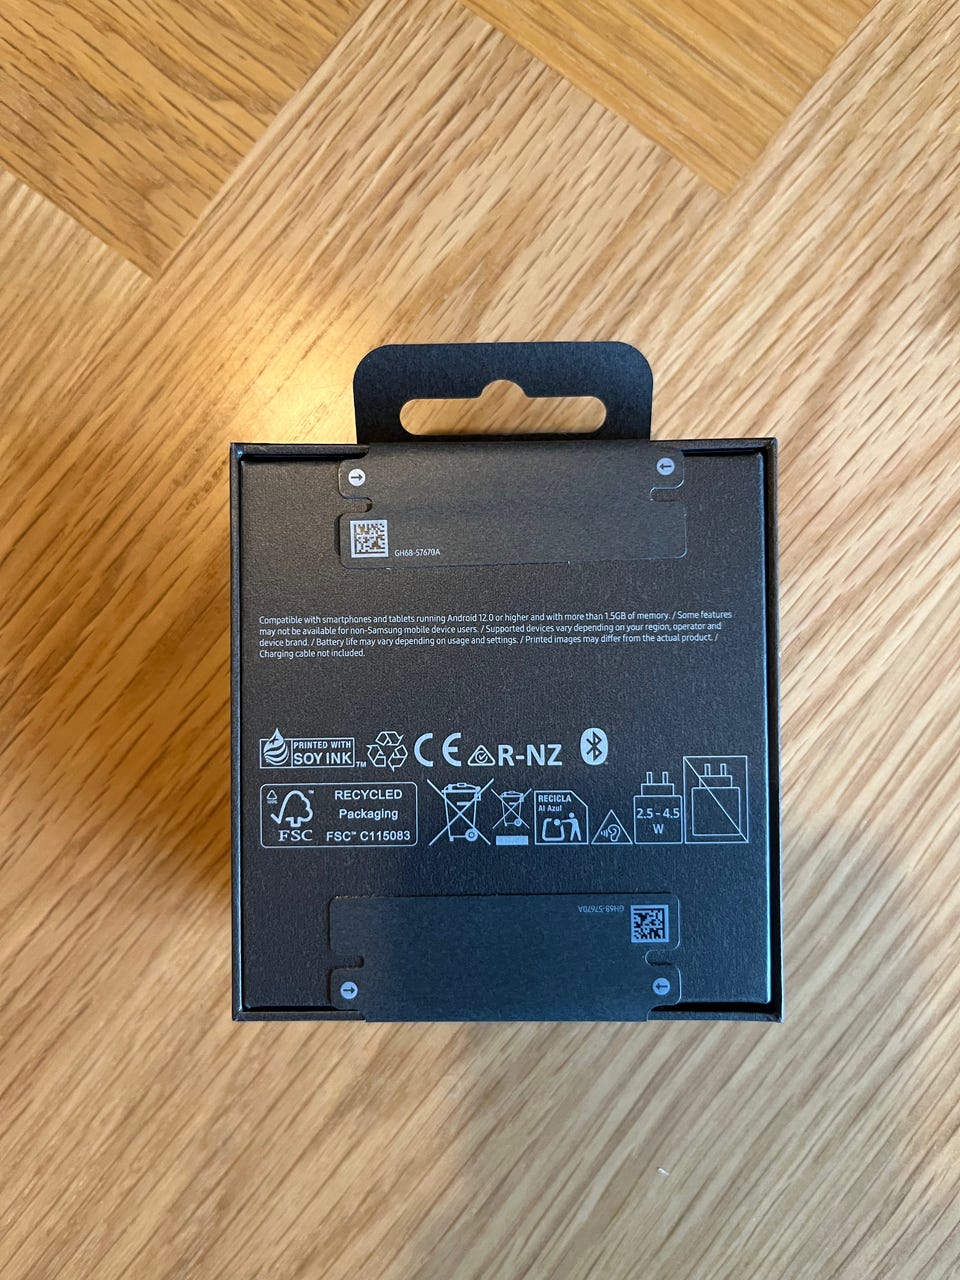 GH68-57670A
Compatible with smartphones and tablets running Android 12.0 or higher and with more than 1.5GB of memory. / Some features
may not be available for non-Samsung mobile device users. / Supported devices vary depending on your region, operator and
device brand. / Battery life may vary depending on usage and settings. / Printed images may differ from the actual product. /
Charging cable not included.
PRINTED WITH
SOY INK TM
CE R-NZ
RECYCLED
Packaging
FSC™ C115083
100%
FSC
RECICLA
Al Azul
2.5 - 4.5
W
GH68-57670A